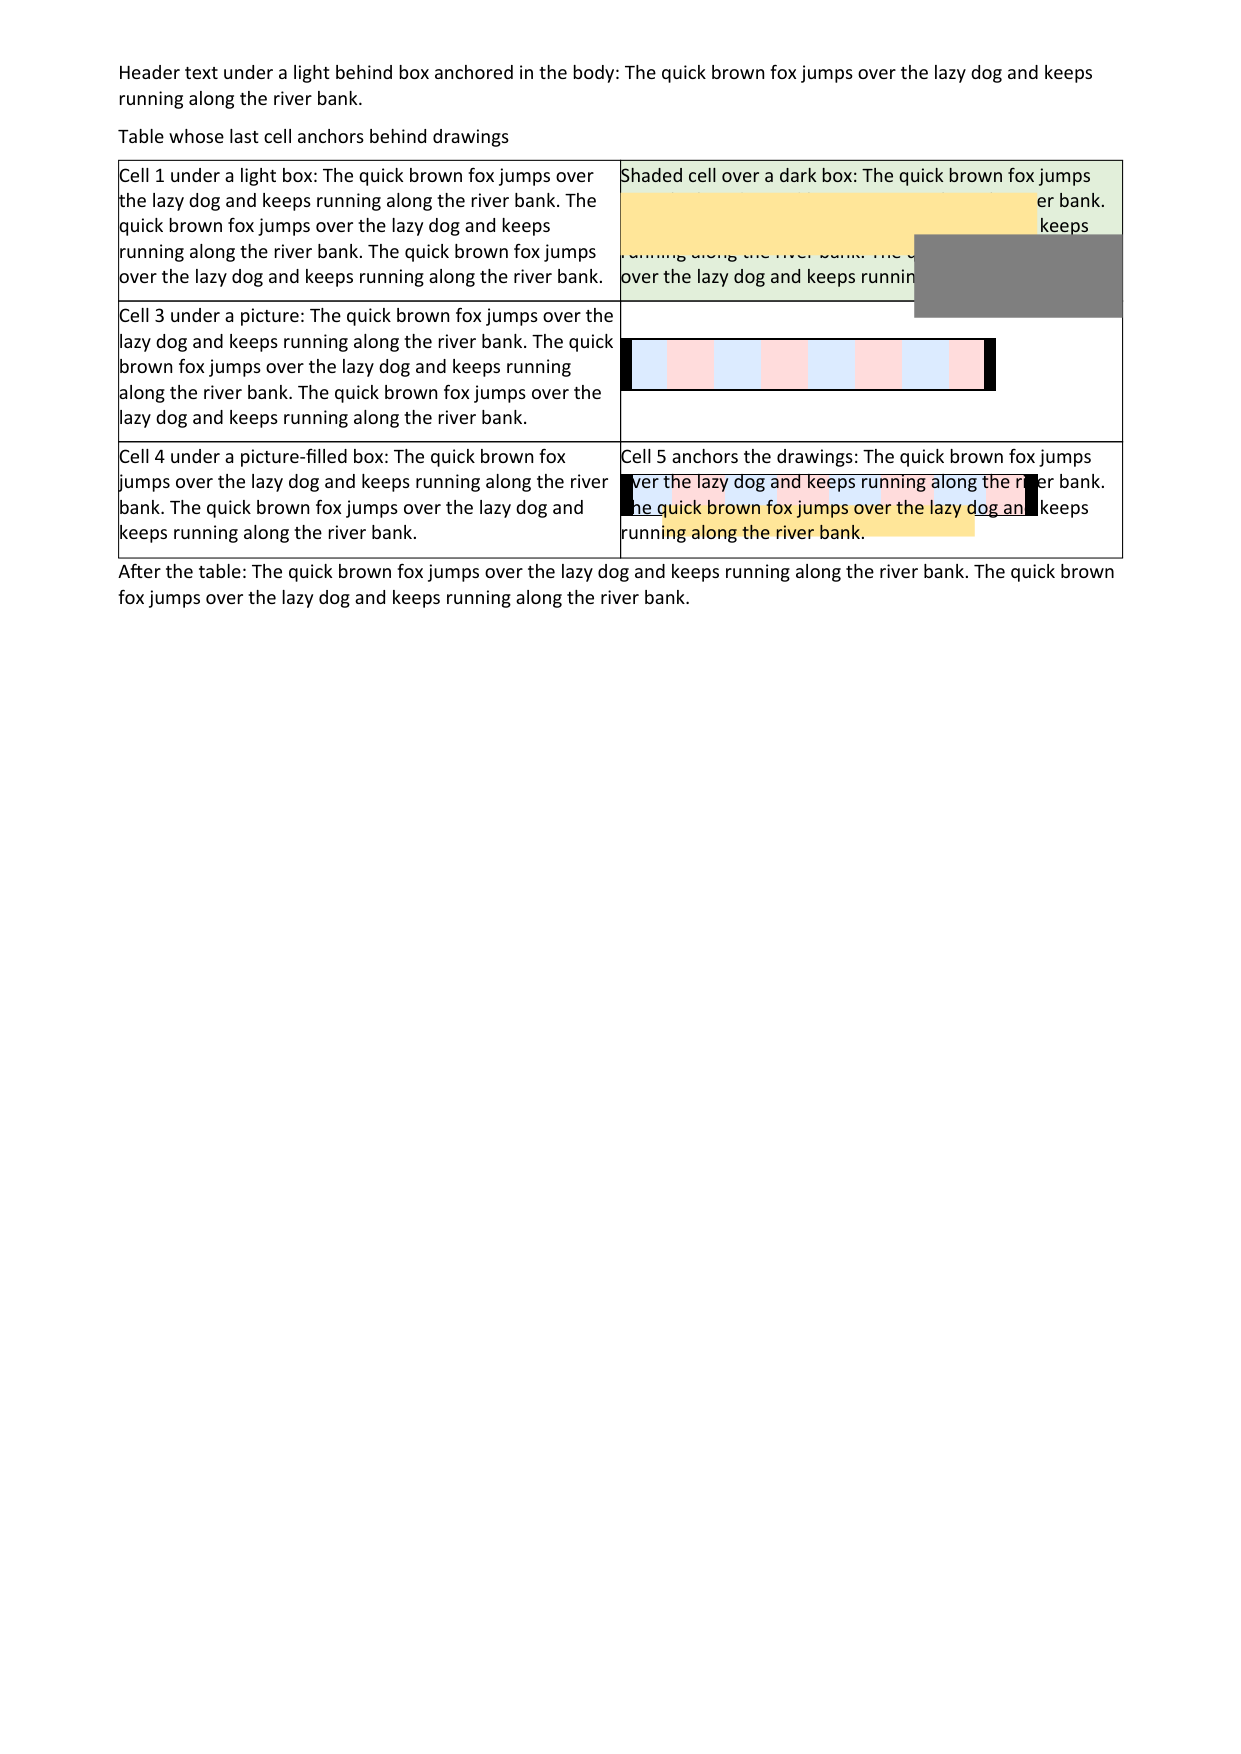 Header text under a light behind box anchored in the body: The quick brown fox jumps over the lazy dog and keeps
running along the river bank.
Table whose last cell anchors behind drawings
Cell 1 under a light box: The quick brown fox jumps over
the lazy dog and keeps running along the river bank. The
quick brown fox jumps over the lazy dog and keeps
running along the river bank. The quick brown fox jumps
over the lazy dog and keeps running along the river bank.
Shaded cell over a dark box: The quick brown fox jumps
bank.
keeps
over the lazy dog and keeps
Cell 3 under a picture: The quick brown fox jumps over the
lazy dog and keeps running along the river bank. The quick
brown fox jumps over the lazy dog and keeps running
along the river bank. The quick brown fox jumps over the
lazy dog and keeps running along the river bank.
Cell 4 under a picture-filled box: The quick brown fox
jumps over the lazy dog and keeps running along the river
bank. The quick brown fox jumps over the lazy dog and
keeps running along the river bank.
Cell 5 anchors the drawings: The quick brown fox jumps
over the lazy dog and keeps running along the river bank.
The quick brown fox jumps over the lazy dog and keeps
running along the river bank.
After the table: The quick brown fox jumps over the lazy dog and keeps running along the river bank. The quick brown
fox jumps over the lazy dog and keeps running along the river bank.